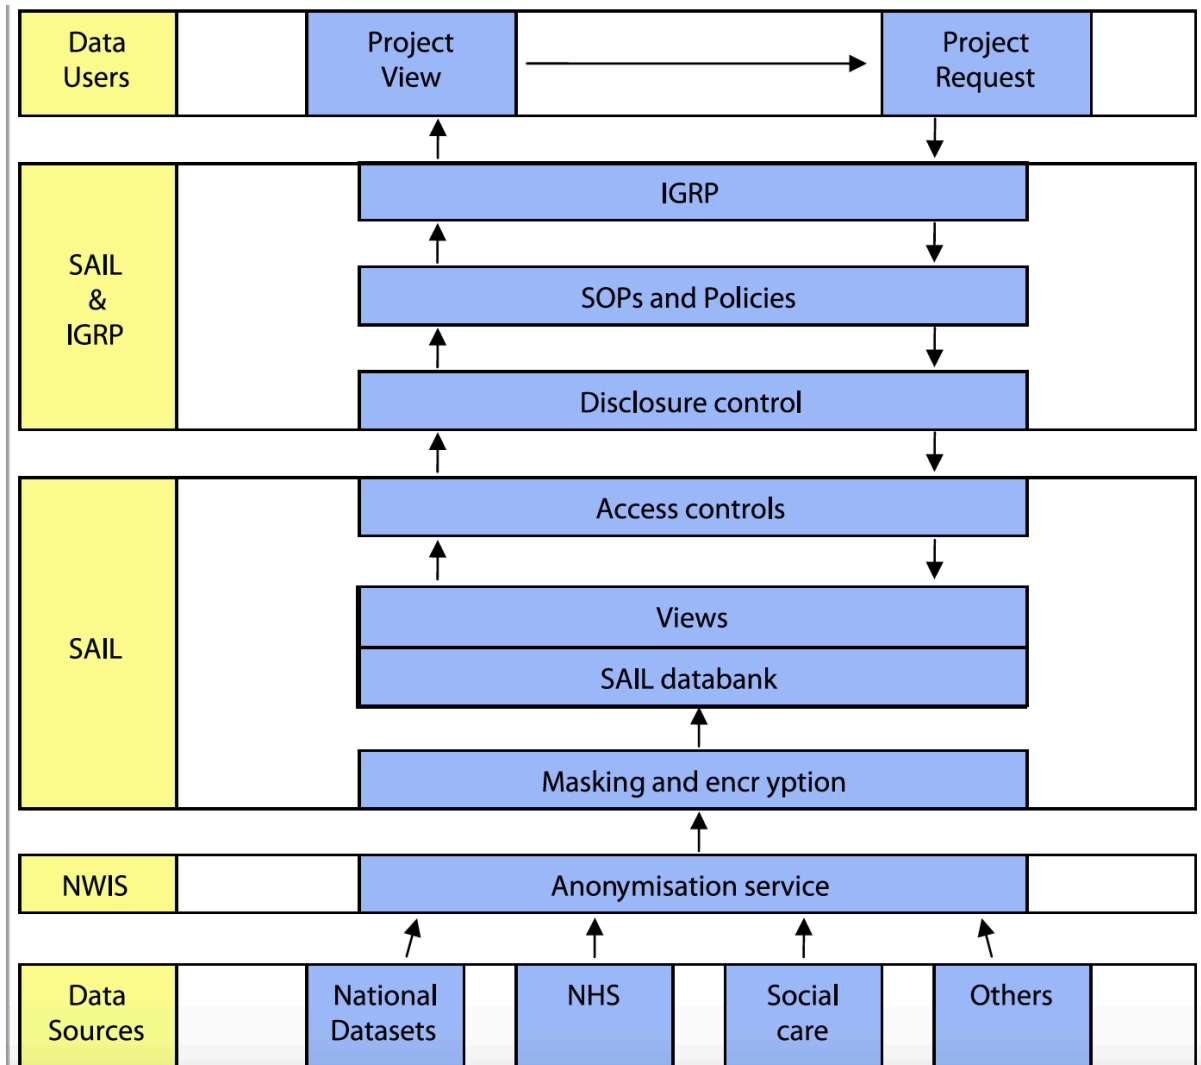 Data
Users
Project
View
Project
Request
SAIL
&
IGRP
IGRP
SOPs and Policies
Disclosure control
SAIL
Access controls
Views
SAIL databank
Masking and encr yption
NWIS
Anonymisation service
Data
Sources
National
Datasets
NHS
Social
care
Others